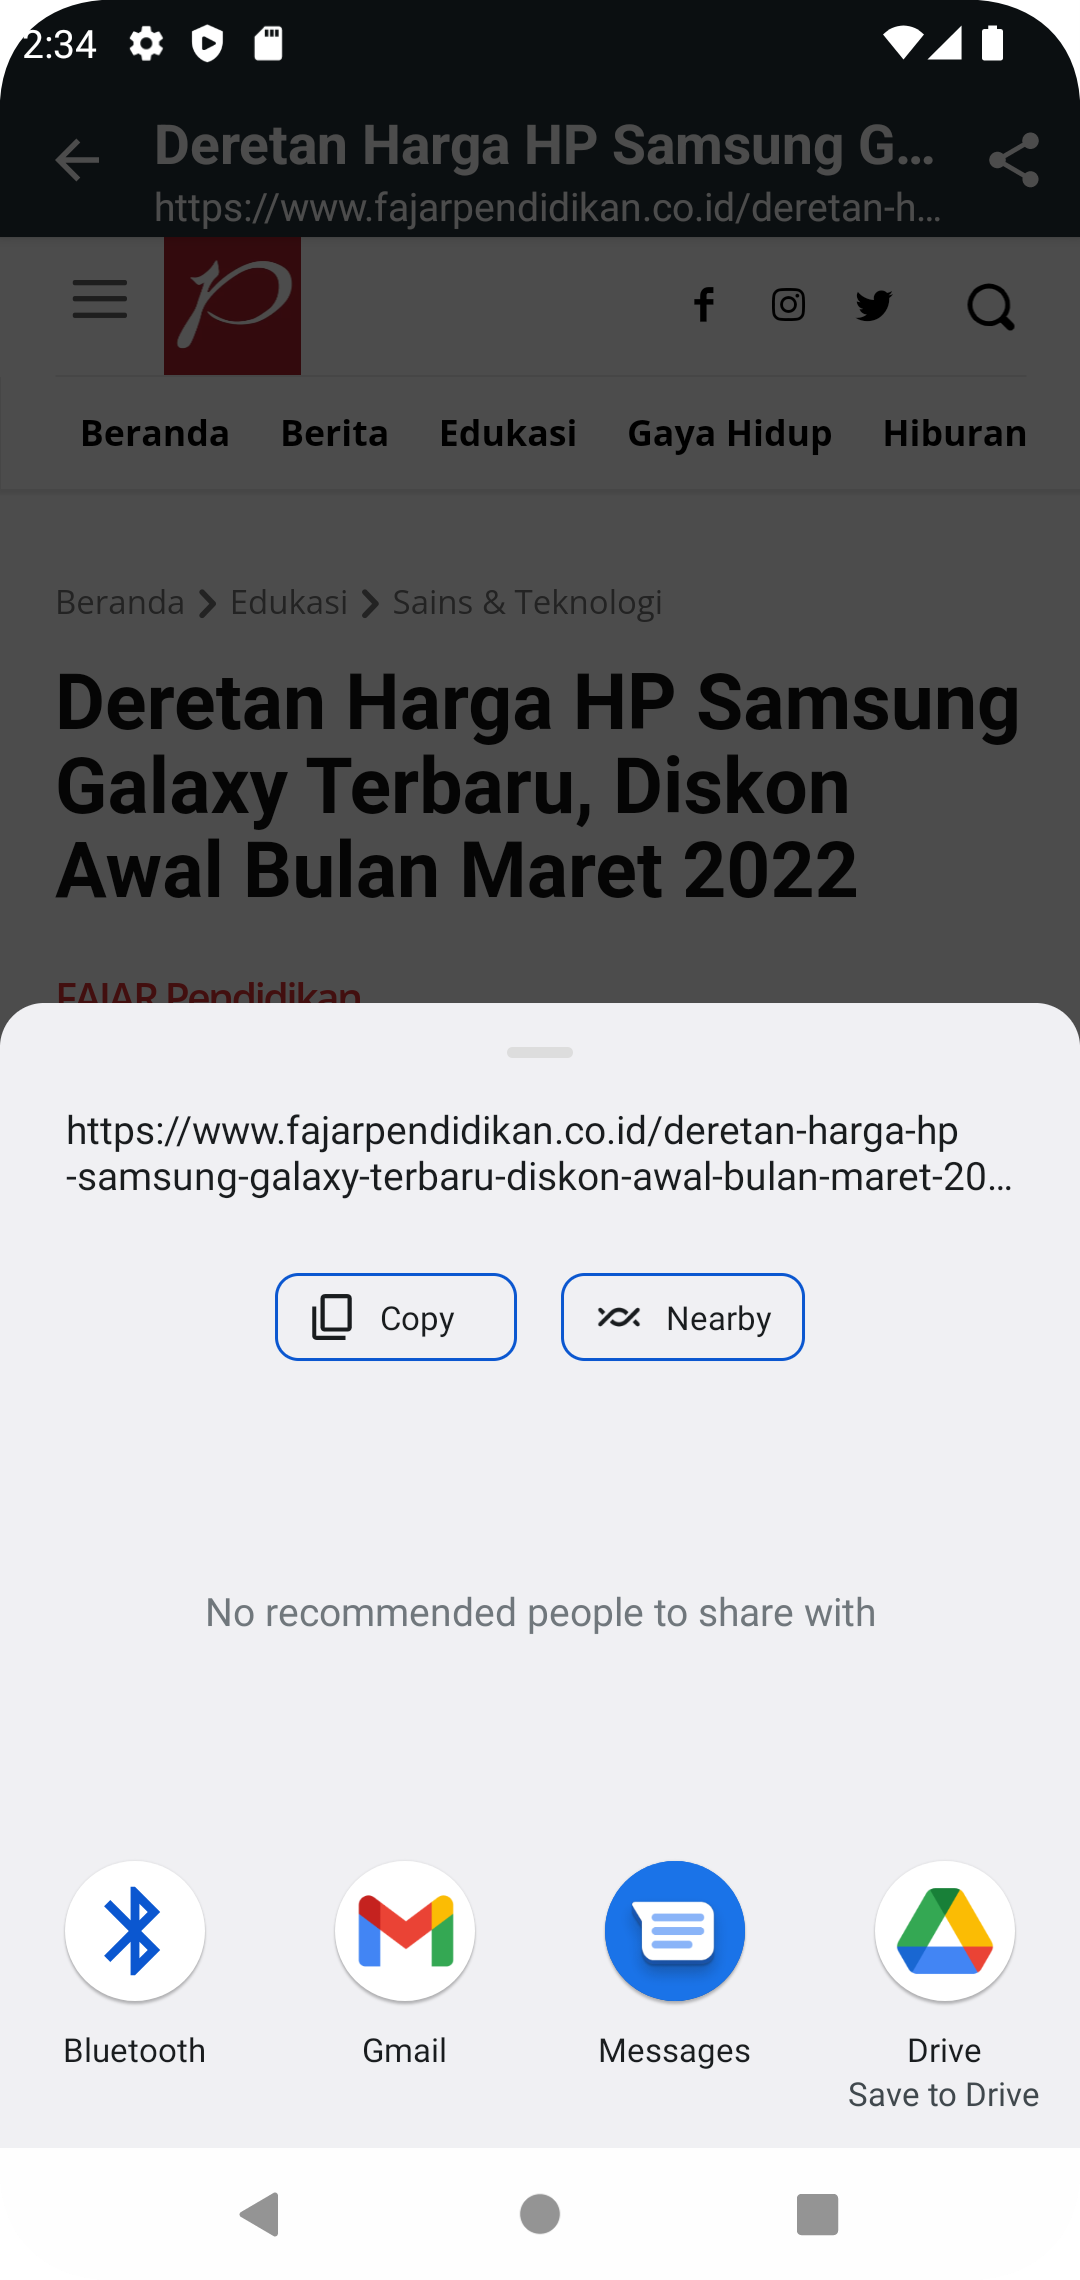 2:34
Deretan Harga HP Samsung G...
https://www.fajarpendidikan.co.id/deretan-h...
Beranda Berita Edukasi Gaya Hidup Hiburan
Beranda Edukasi Sains & Teknologi
Deretan Harga HP Samsung
Galaxy Terbaru, Diskon
Awal Bulan Maret 2022
FAJAR Pendidikan
https://www.fajarpendidikan.co.id/deretan-harga-hp
-samsung-galaxy-terbaru-diskon-awal-bulan-maret-20...
Copy Nearby
No recommended people to share with
Bluetooth Gmail Messages Drive
Save to Drive